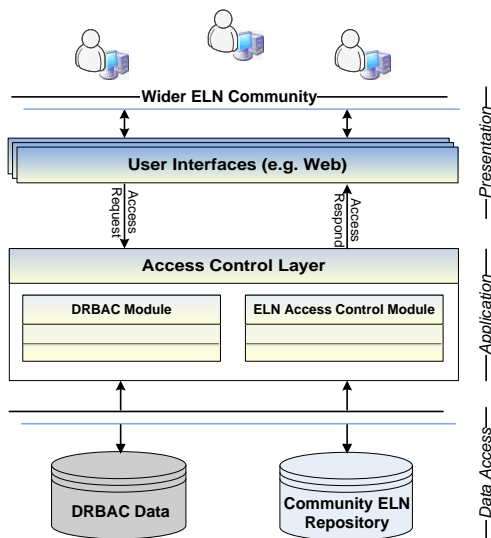 Wider ELN Community
User Interfaces (e.g. Web)
Access
Request
Access
Respond
Access Control Layer
DRBAC Module
ELN Access Control Module
DRBAC Data
Community ELN
Repository
Presentation
Application
Data Access